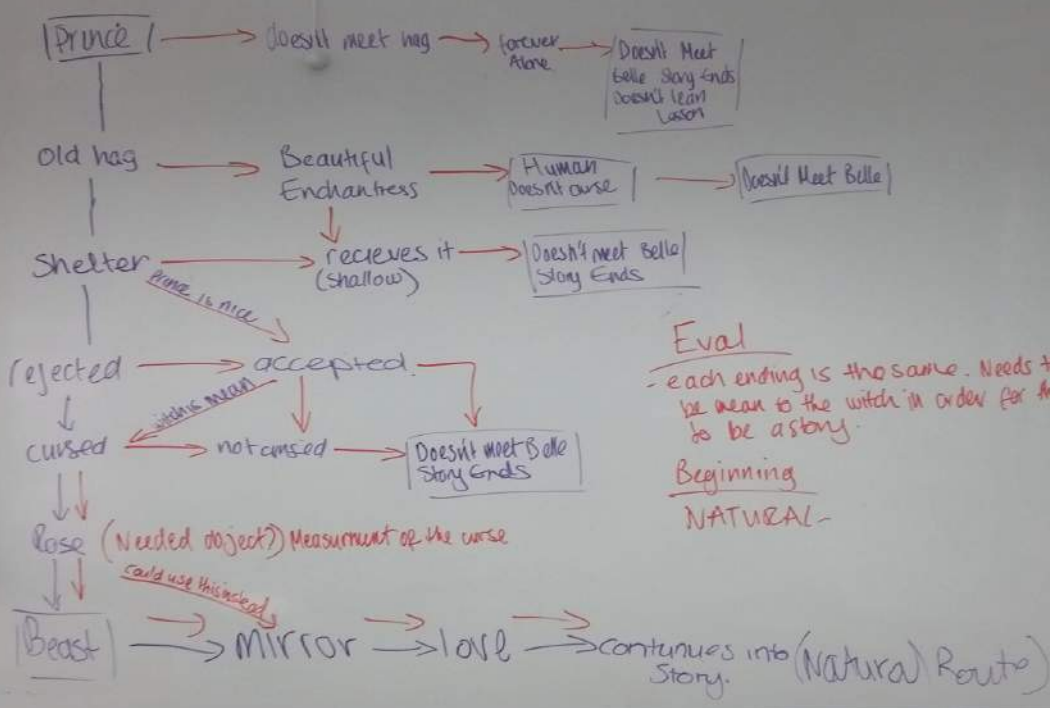 Prince
doesn't meet hag
forever
Alone
Doesn't Meet
Belle Story Ends
Doesn't lean
Lesson
Old hag
Beautiful
Enchantress
Human
Doesn't curse
Doesn't Meet Belle
Shelter
recieves it
(shallow)
Doesn't meet Belle
Story Ends
Prince is nice
rejected
accepted
witch is mean
cursed
not cursed
Doesn't meet Belle
Story Ends
Eval
- each ending is the same. Needs
be mean to the witch in order for
to be a story.
Beginning
NATURAL-
Rose (Needed object?) Measurment of the curse
could use this instead
Beast
mirror
love
continues into (Natural Route)
Story.